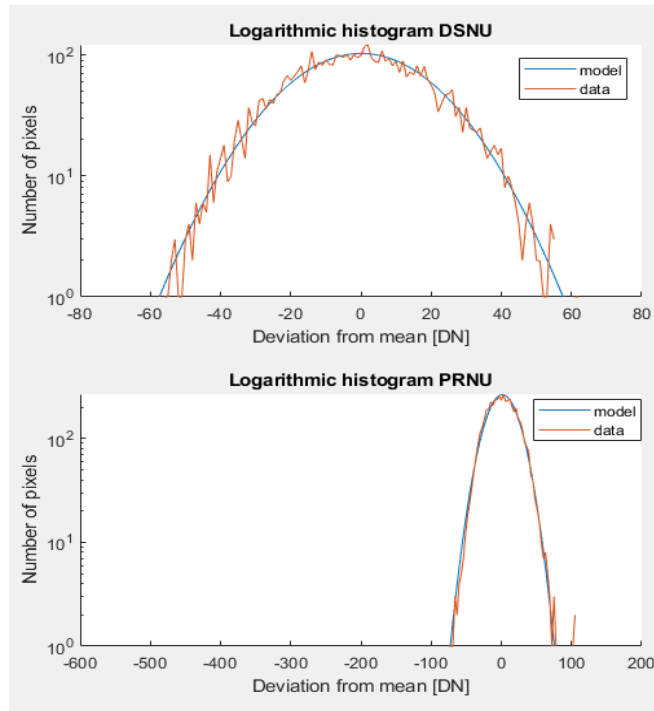 Logarithmic histogram DSNU
10^2
10^1
10^0
Number of pixels
model
data
-80 -60 -40 -20 0 20 40 60 80
Deviation from mean [DN]
Logarithmic histogram PRNU
10^2
10^1
10^0
Number of pixels
model
data
-600 -500 -400 -300 -200 -100 0 100 200
Deviation from mean [DN]